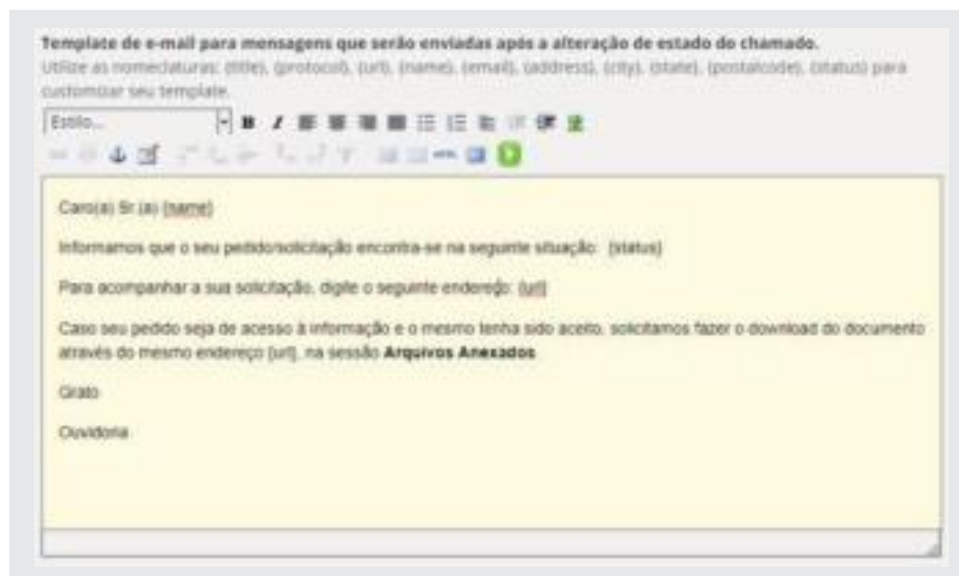 Template de e-mail para mensagens que serão enviadas após a alteração de estado do chamado.
Utilize as nomeclaturas: {title}, {protocol}, {url}, {name}, {email}, {address}, {city}, {state}, {postalcode}, {status} para
customizar seu template.
Estilo...
Caro(a) Sr.(a) {name}
Informamos que o seu pedido/solicitação encontra-se na seguinte situação: {status}
Para acompanhar a sua solicitação, digite o seguinte endereço: {url}
Caso seu pedido seja de acesso à informação e o mesmo tenha sido aceito, solicitamos fazer o download do documento
através do mesmo endereço {url}, na sessão Arquivos Anexados
Grato
Ouvidoria